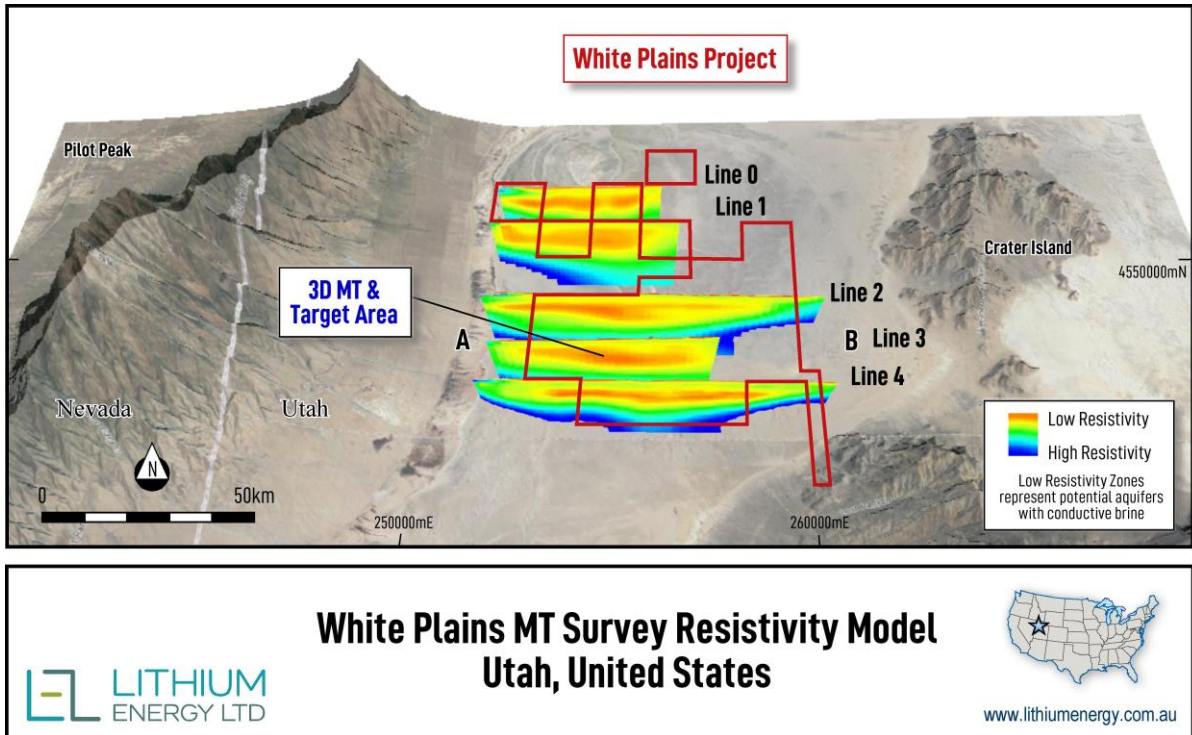 White Plains Project
Pilot Peak
Line 0
Line 1
Crater Island
4550000mN
3D MT &
Target Area
Line 2
A
B
Line 3
Line 4
Nevada
Utah
N
0
50km
250000mE
260000mE
Low Resistivity
High Resistivity
Low Resistivity Zones
represent potential aquifers
with conductive brine
White Plains MT Survey Resistivity Model
Utah, United States
LITHIUM
ENERGY LTD
www.lithiumenergy.com.au